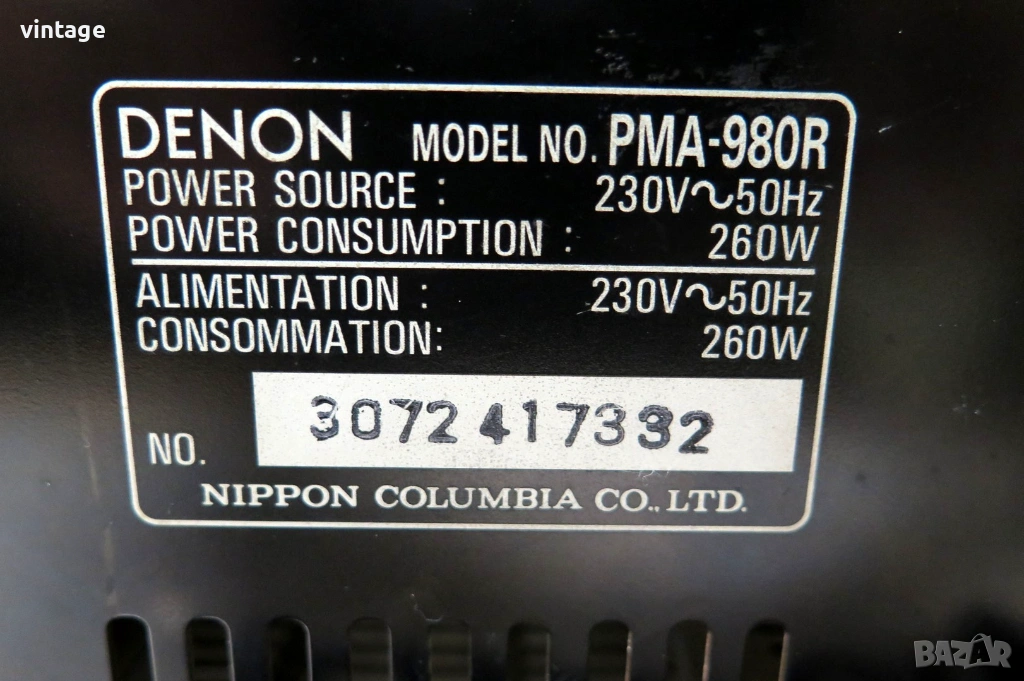 vintage
DENON MODEL NO. PMA-980R
POWER SOURCE : 230V～50Hz
POWER CONSUMPTION : 260W
ALIMENTATION : 230V～50Hz
CONSOMMATION: 260W
NO. 3072417332
NIPPON COLUMBIA CO., LTD.
BAZAR